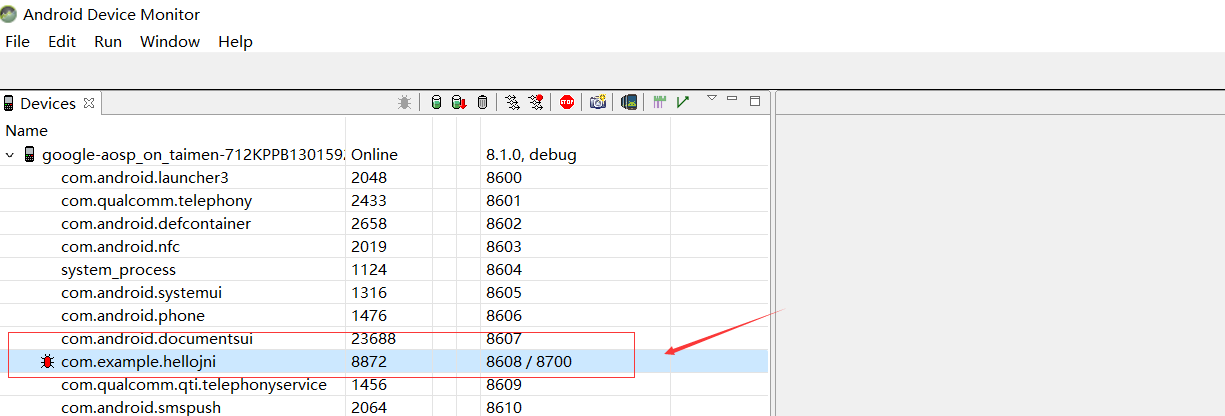 Android Device Monitor
File Edit Run Window Help
Devices
Name
google-aosp_on_taimen-712KPPB1301592 Online 8.1.0, debug
com.android.launcher3 2048 8600
com.qualcomm.telephony 2433 8601
com.android.defcontainer 2658 8602
com.android.nfc 2019 8603
system_process 1124 8604
com.android.systemui 1316 8605
com.android.phone 1476 8606
com.android.documentsui 23688 8607
com.example.hellojni 8872 8608 / 8700
com.qualcomm.qti.telephonyservice 1456 8609
com.android.smspush 2064 8610